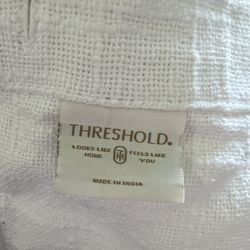 THRESHOLD®
LOOKS LIKE FEELS LIKE
HOME YOU
MADE IN INDIA